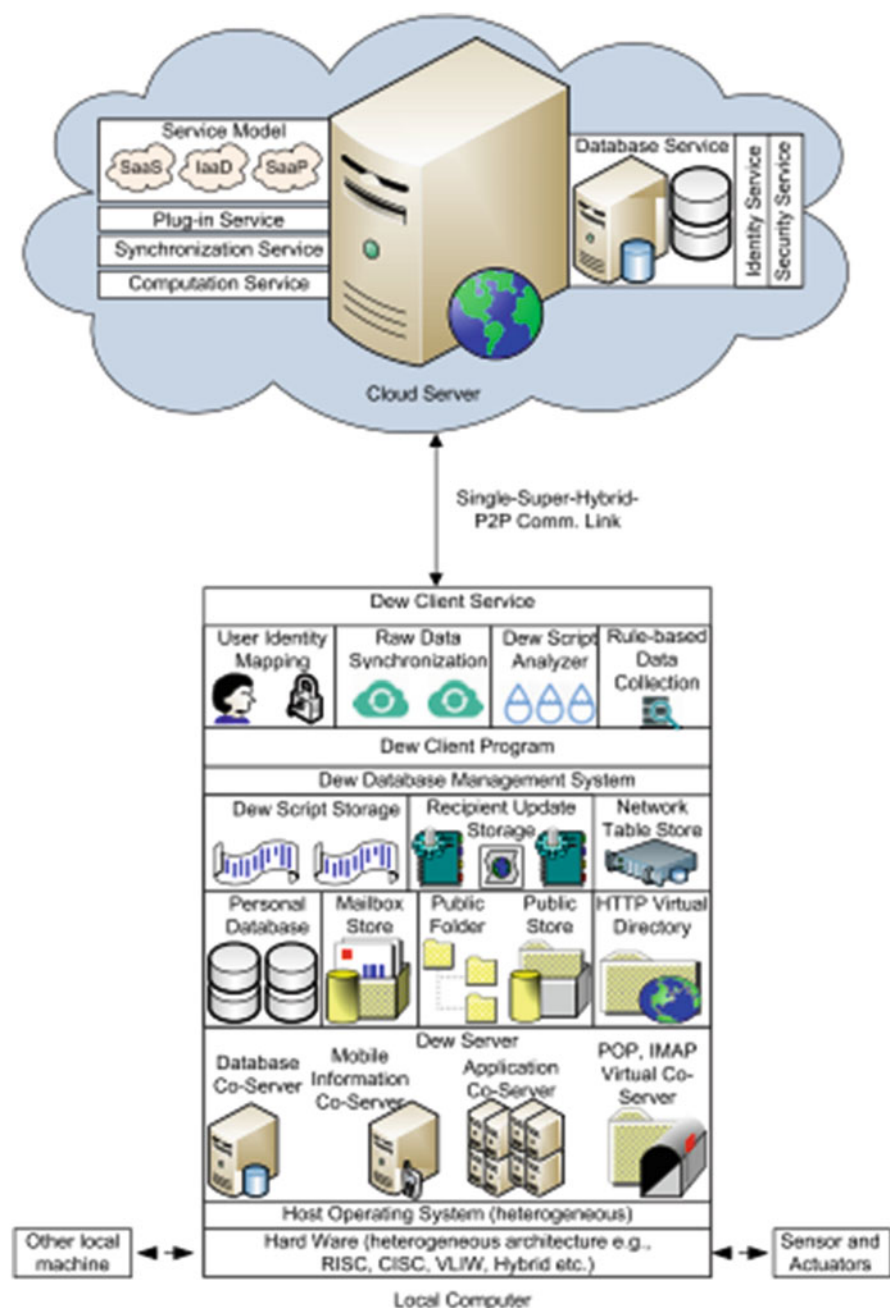 Service Model
SaaS
IaaD
SaaP
Plug-in Service
Synchronization Service
Computation Service
Database Service
Identity Service
Security Service
Cloud Server
Single-Super-Hybrid-
P2P Comm. Link
Dew Client Service
User Identity
Mapping
Raw Data
Synchronization
Dew Script
Analyzer
Rule-based
Data
Collection
Dew Client Program
Dew Database Management System
Dew Script Storage
Recipient Update
Storage
Network
Table Store
Personal
Database
Mailbox
Store
Public
Folder
Public
Store
HTTP Virtual
Directory
Dew Server
Database
Co-Server
Mobile
Information
Co-Server
Application
Co-Server
POP, IMAP
Virtual Co-
Server
Host Operating System (heterogeneous)
Other local
machine
Hard Ware (heterogeneous architecture e.g.,
RISC, CISC, VLIW, Hybrid etc.)
Sensor and
Actuators
Local Computer